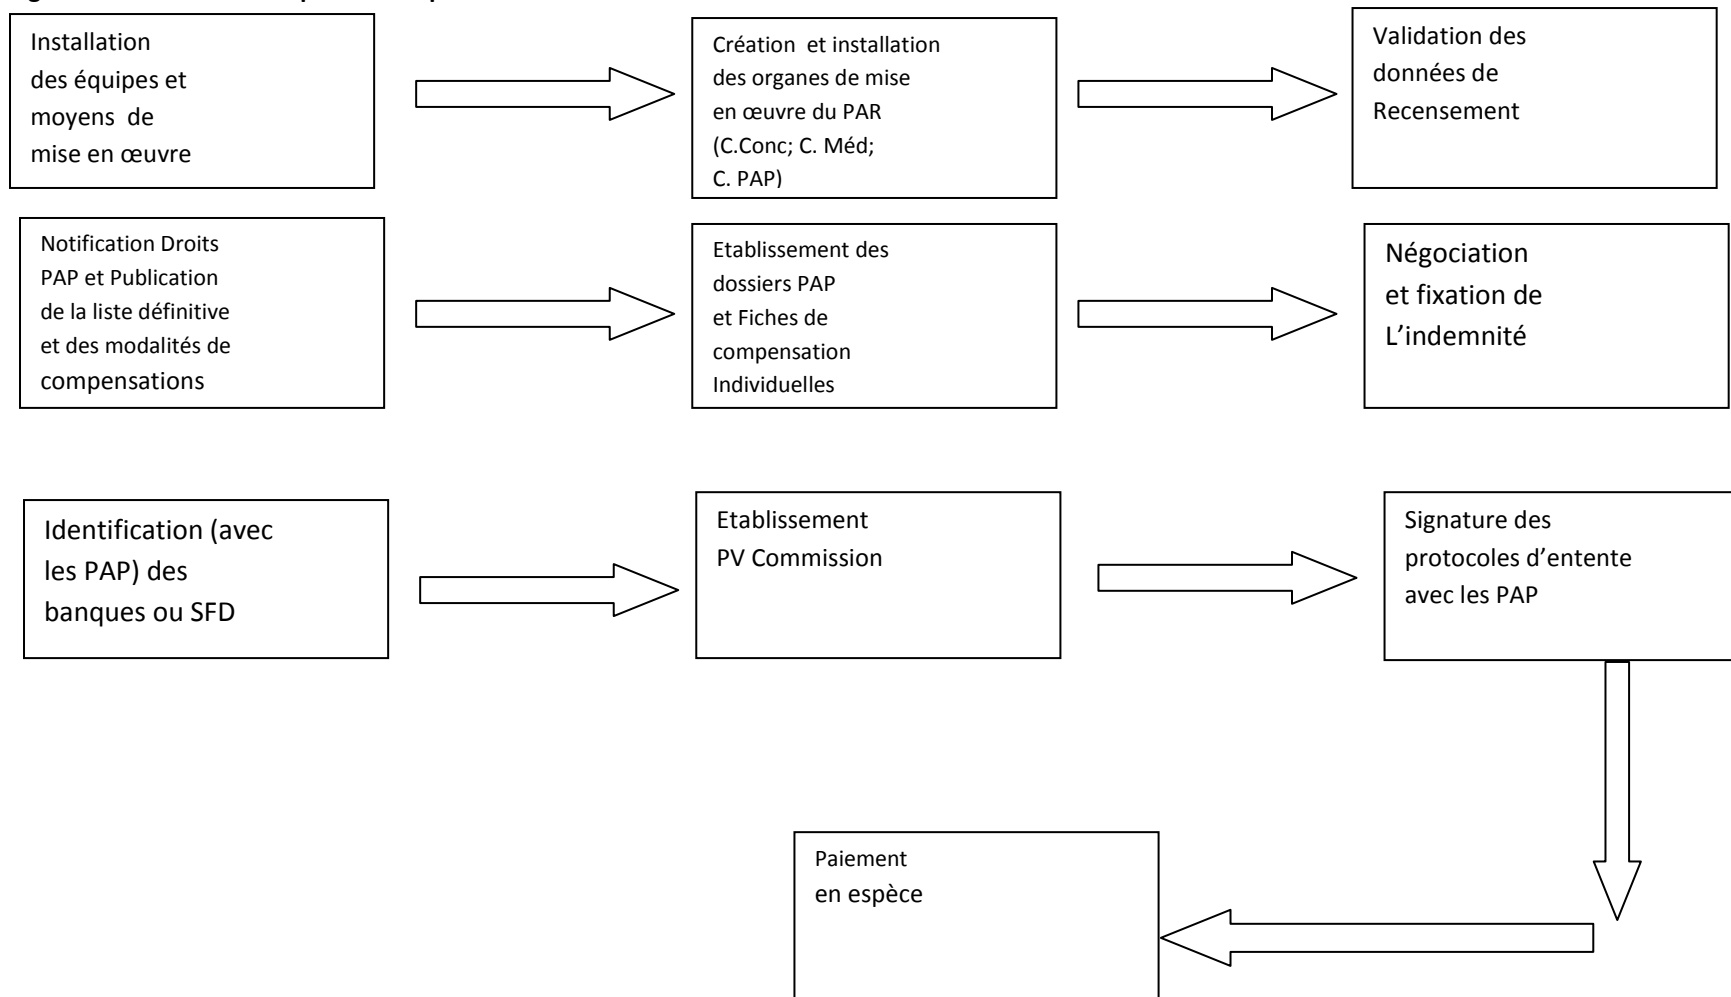 Installation
des équipes et
moyens de
mise en œuvre
Création et installation
des organes de mise
en œuvre du PAR
(C.Conc; C. Méd;
C. PAP)
Validation des
données de
Recensement
Notification Droits
PAP et Publication
de la liste définitive
et des modalités de
compensations
Etablissement des
dossiers PAP
et Fiches de
compensation
Individuelles
Négociation
et fixation de
L’indemnité
Identification (avec
les PAP) des
banques ou SFD
Etablissement
PV Commission
Signature des
protocoles d’entente
avec les PAP
Paiement
en espèce